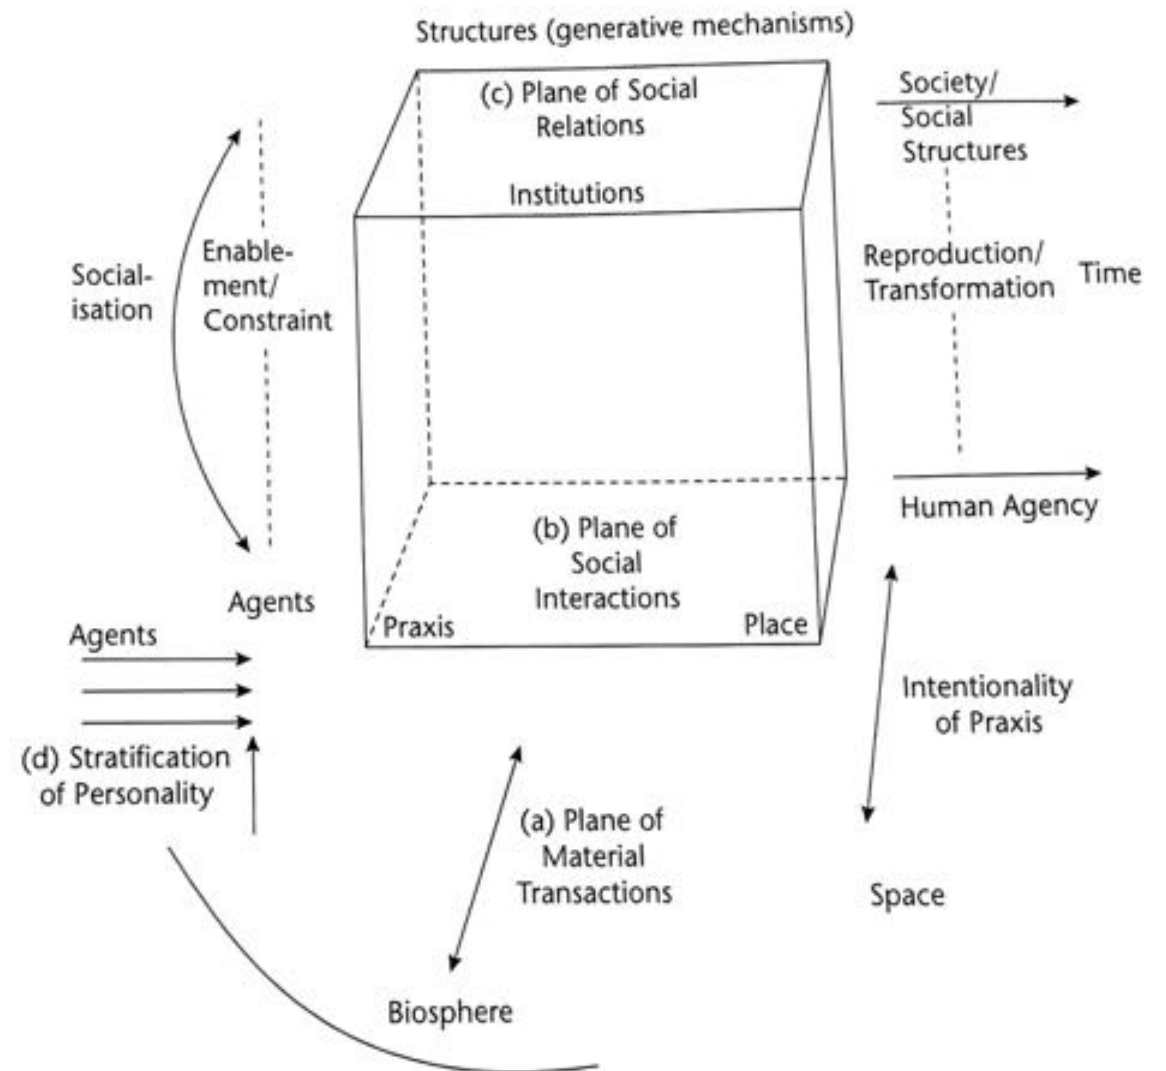 Structures (generative mechanisms)
(c) Plane of Social
Relations
Institutions
Society/
Social
Structures
Enable-
ment/
Constraint
Social-
isation
Reproduction/
Transformation
Time
Human Agency
(b) Plane of
Social
Interactions
Praxis
Place
Agents
Agents
(d) Stratification
of Personality
Intentionality
of Praxis
(a) Plane of
Material
Transactions
Space
Biosphere